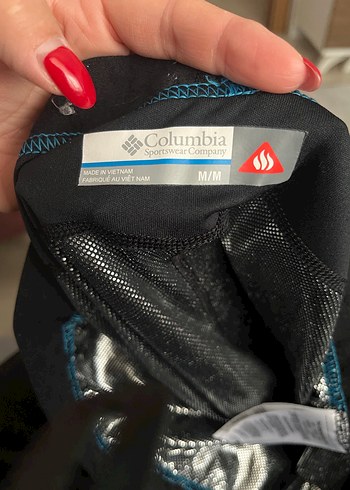 Columbia
Sportswear Company
MADE IN VIETNAM
FABRIQUÉ AU VIÊT NAM
M/M